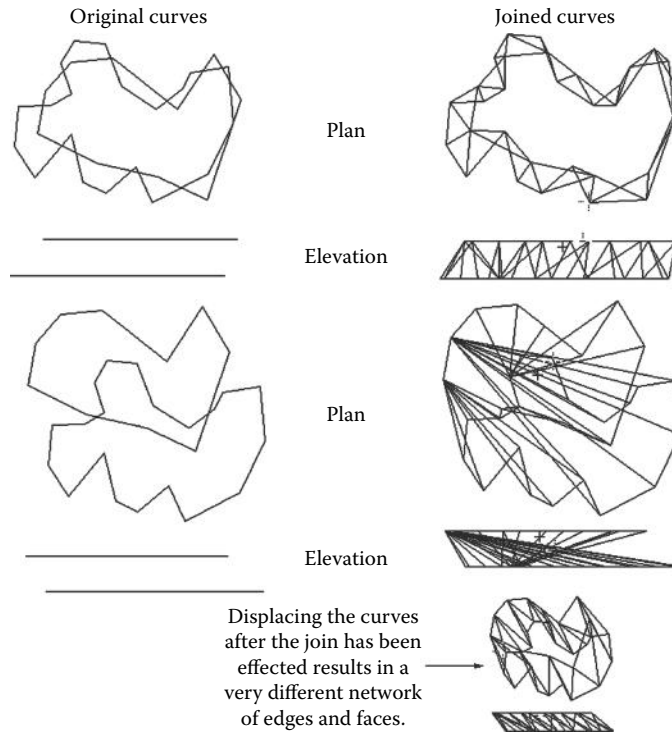 Original curves
Joined curves
Plan
Elevation
Plan
Elevation
Displacing the curves
after the join has been
effected results in a
very different network
of edges and faces.